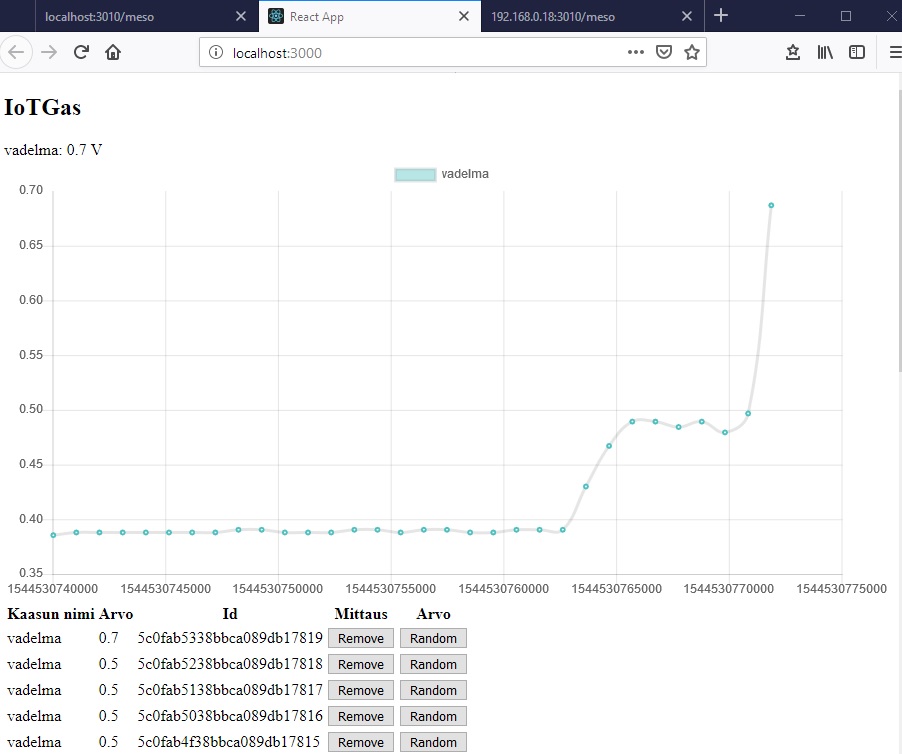 localhost:3010/meso
React App
192.168.0.18:3010/meso
localhost:3000
IoTGas
vadelma: 0.7 V
vadelma
0.70
0.65
0.60
0.55
0.50
0.45
0.40
0.35
1544530740000 1544530745000 1544530750000 1544530755000 1544530760000 1544530765000 1544530770000 1544530775000
Kaasun nimi Arvo Id Mittaus Arvo
vadelma 0.7 5c0fab5338bbca089db17819 Remove Random
vadelma 0.5 5c0fab5238bbca089db17818 Remove Random
vadelma 0.5 5c0fab5138bbca089db17817 Remove Random
vadelma 0.5 5c0fab5038bbca089db17816 Remove Random
vadelma 0.5 5c0fab4f38bbca089db17815 Remove Random